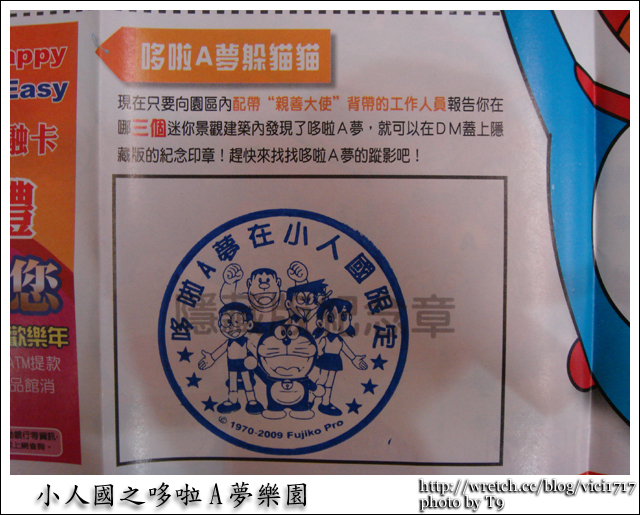 哆啦A夢躲貓貓
現在只要向園區內配帶“親善大使”背帶的工作人員報告你在
哪三個迷你景觀建築內發現了哆啦A夢，就可以在DM蓋上隱
藏版的紀念印章！趕快來找找哆啦A夢的蹤影吧！
隱藏版紀念章
哆啦A夢在小人國限定
© 1970-2009 Fujiko Pro
appy
Easy
融卡
禮
您
歡樂年
ATM提款
品館消
小人國之哆啦A夢樂園
http://wretch.cc/blog/vici1717
photo by T9